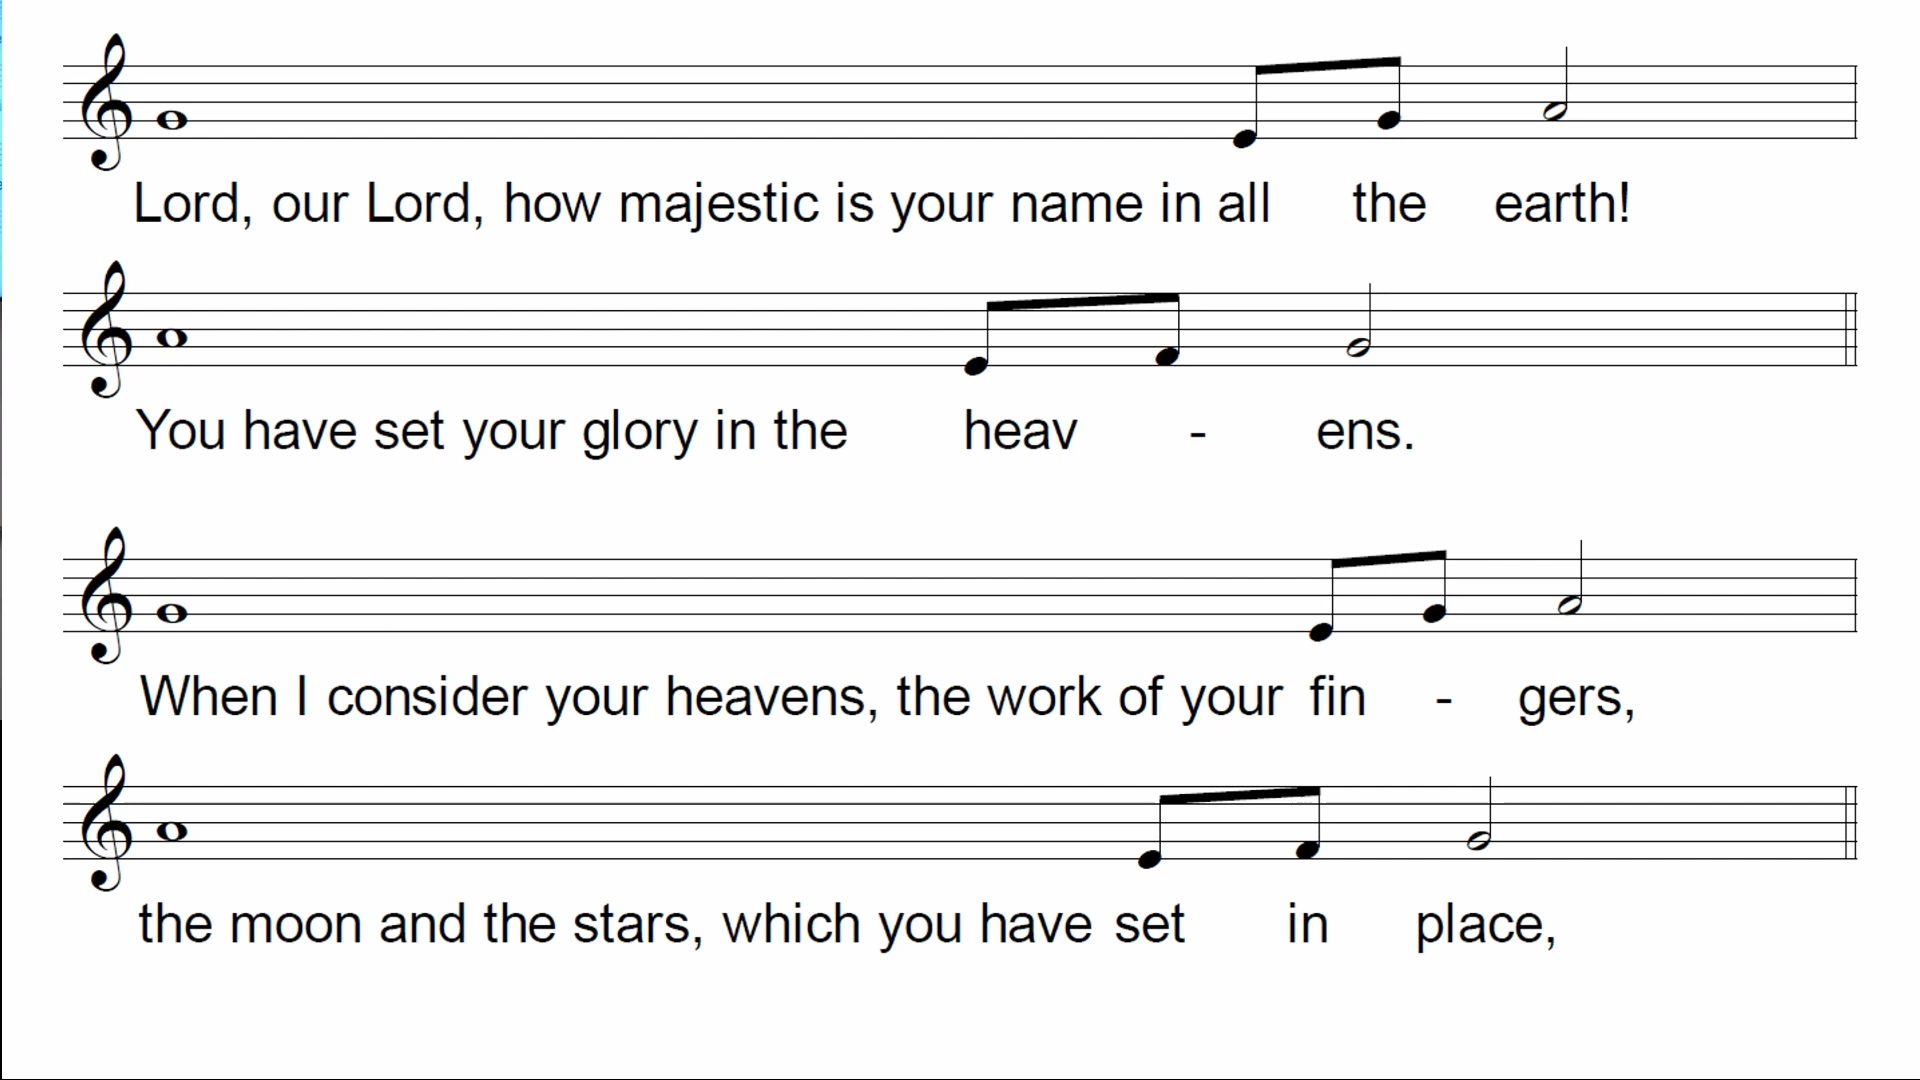 Lord, our Lord, how majestic is your name in all the earth!
You have set your glory in the heav - ens.
When I consider your heavens, the work of your fin - gers,
the moon and the stars, which you have set in place,